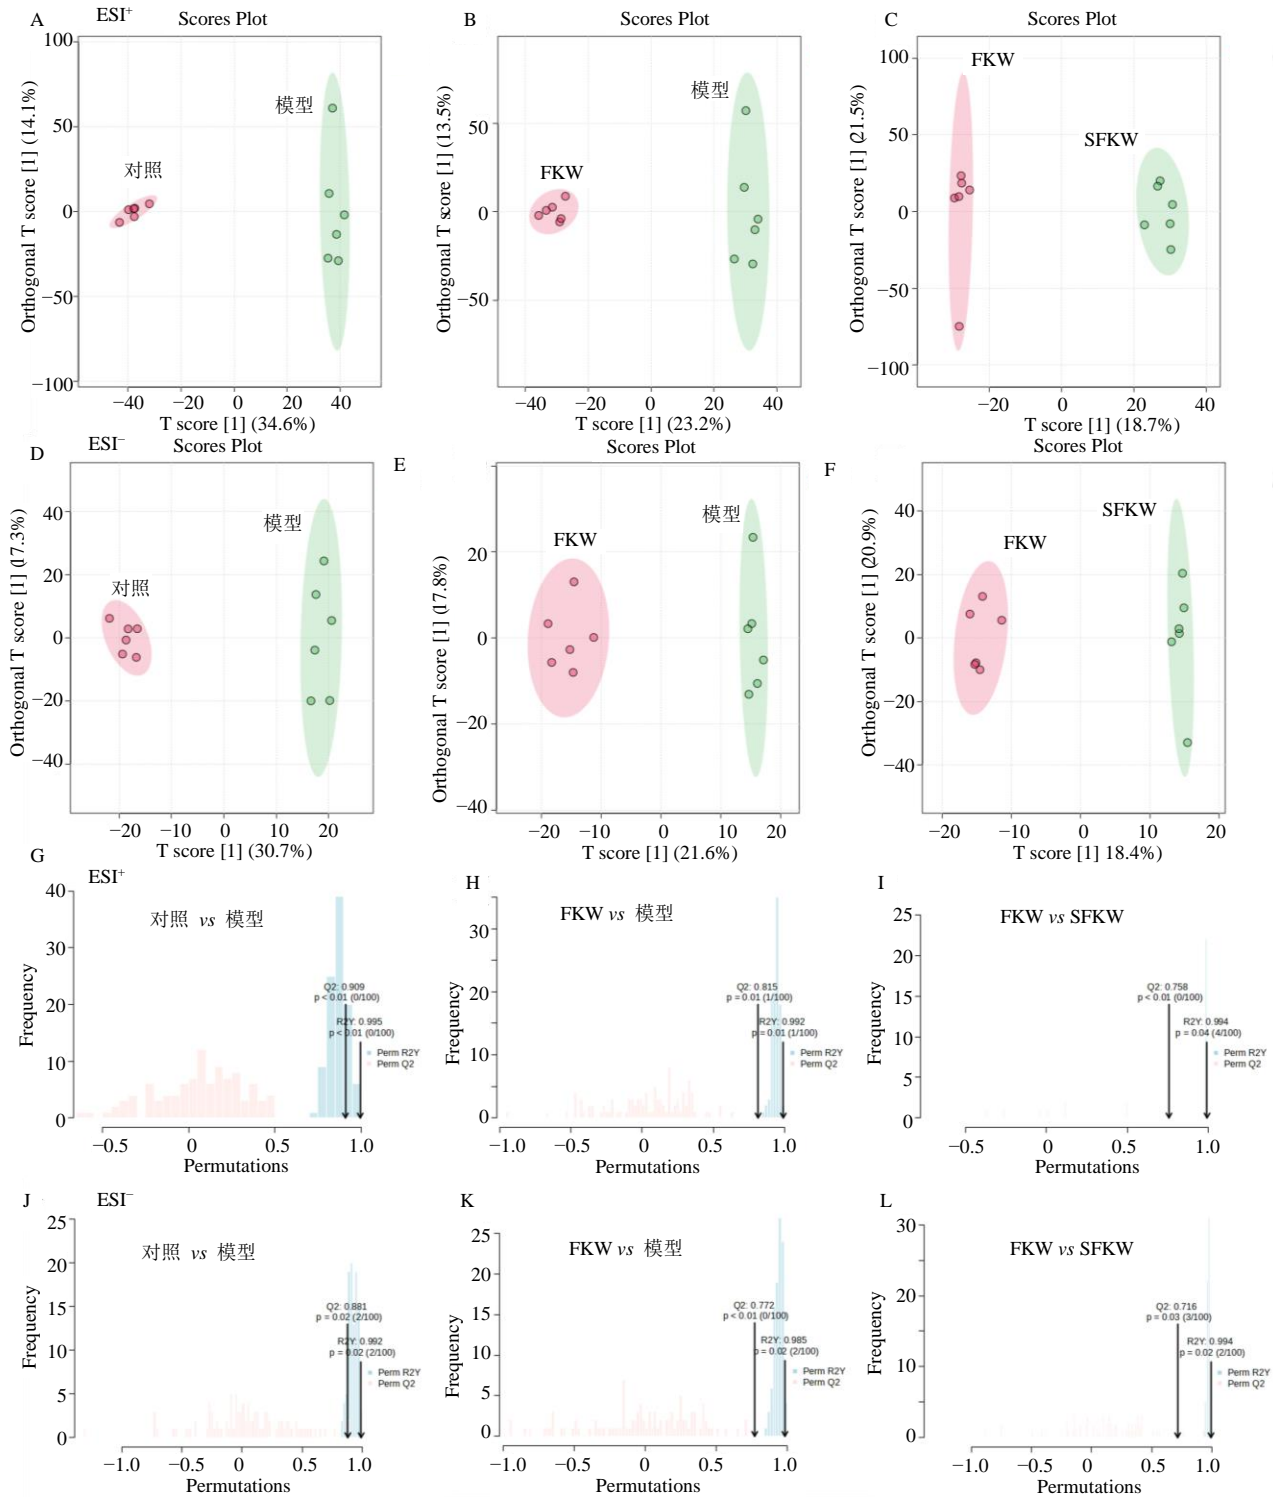 A ESI⁺ Scores Plot
100
50
0
−50
−100
Orthogonal T score [1] (14.1%)
对照
模型
−40 −20 0 20 40
T score [1] (34.6%)
B Scores Plot
50
0
−50
Orthogonal T score [1] (13.5%)
FKW
模型
−40 −20 0 20 40
T score [1] (23.2%)
C Scores Plot
100
50
0
−50
−100
Orthogonal T score [1] (21.5%)
FKW
SFKW
−20 0 20 40
T score [1] (18.7%)
D ESI⁻ Scores Plot
40
20
0
−20
−40
Orthogonal T score [1] (17.3%)
对照
模型
−20 −10 0 10 20
T score [1] (30.7%)
E Scores Plot
20
0
−20
−40
Orthogonal T score [1] (17.8%)
FKW
模型
−20 −10 0 10 20
T score [1] (21.6%)
F Scores Plot
40
20
0
−20
−40
Orthogonal T score [1] (20.9%)
FKW
SFKW
−20 −10 0 10 20
T score [1] 18.4%)
G ESI⁺
对照 vs 模型
40
30
20
10
0
Frequency
Q2: 0.909
p < 0.01 (0/100)
R2Y: 0.995
p < 0.01 (0/100)
Perm R2Y
Perm Q2
−0.5 0 0.5 1.0
Permutations
H
FKW vs 模型
30
20
10
0
Frequency
Q2: 0.815
p = 0.01 (1/100)
R2Y: 0.992
p = 0.01 (1/100)
Perm R2Y
Perm Q2
−1.0 −0.5 0 0.5 1.0
Permutations
I
FKW vs SFKW
25
20
15
10
5
0
Frequency
Q2: 0.758
p < 0.01 (0/100)
R2Y: 0.994
p = 0.04 (4/100)
Perm R2Y
Perm Q2
−0.5 0 0.5 1.0
Permutations
J ESI⁻
对照 vs 模型
25
20
15
10
5
0
Frequency
Q2: 0.881
p = 0.02 (2/100)
R2Y: 0.992
p = 0.02 (2/100)
Perm R2Y
Perm Q2
−1.0 −0.5 0 0.5 1.0
Permutations
K
FKW vs 模型
25
20
15
10
5
0
Frequency
Q2: 0.772
p < 0.01 (0/100)
R2Y: 0.985
p = 0.02 (2/100)
Perm R2Y
Perm Q2
−1.0 −0.5 0 0.5 1.0
Permutations
L
FKW vs SFKW
30
20
10
0
Frequency
Q2: 0.716
p = 0.03 (3/100)
R2Y: 0.994
p = 0.02 (2/100)
Perm R2Y
Perm Q2
−1.0 −0.5 0 0.5 1.0
Permutations